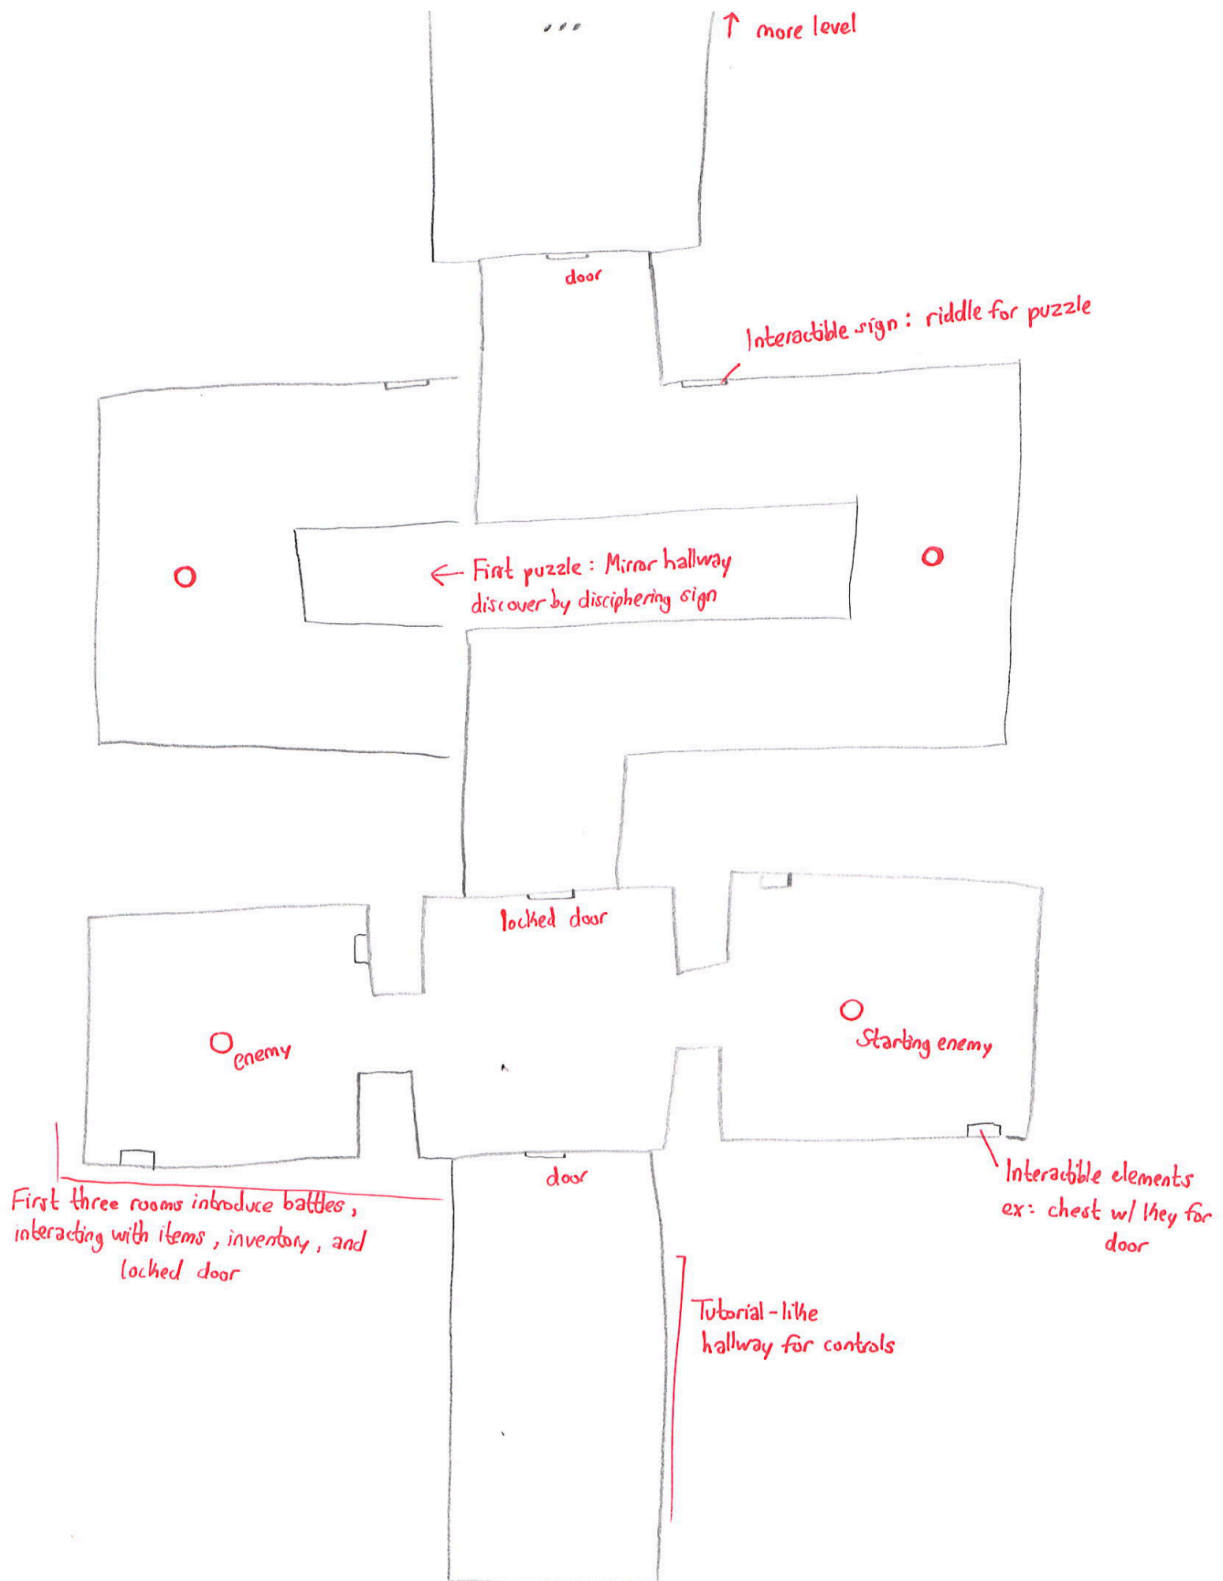 ↑ more level
door
Interactible sign: riddle for puzzle
← First puzzle: Mirror hallway
discover by disciphering sign
locked door
enemy
Starting enemy
door
Interactible elements
ex: chest w/ key for
door
First three rooms introduce battles,
interacting with items, inventory, and
locked door
Tutorial-like
hallway for controls